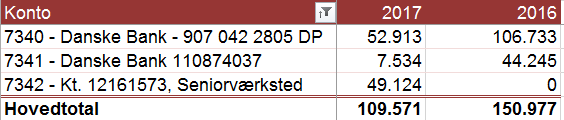 Konto 2017 2016
7340 - Danske Bank - 907 042 2805 DP 52.913 106.733
7341 - Danske Bank 110874037 7.534 44.245
7342 - Kt. 12161573, Seniorværksted 49.124 0
Hovedtotal 109.571 150.977